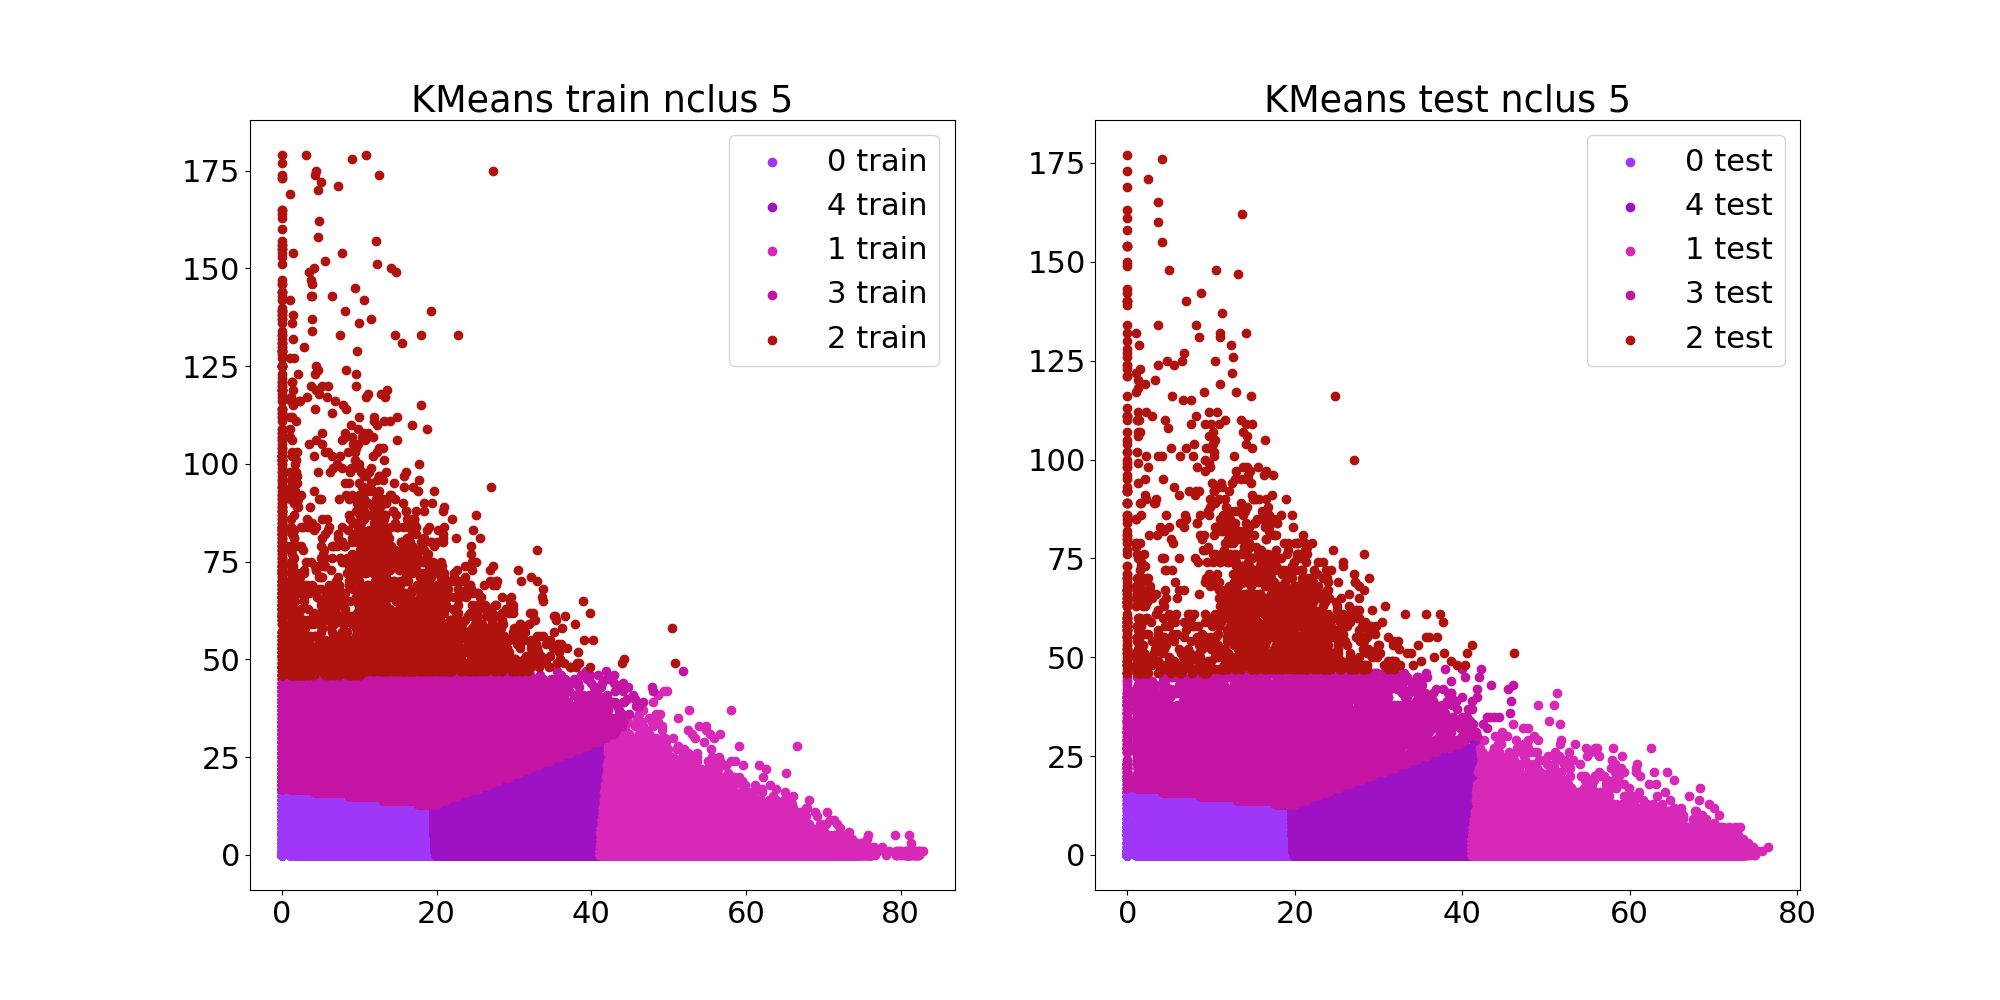 KMeans train nclus 5
175
150
125
100
75
50
25
0
0 20 40 60 80
0 train
4 train
1 train
3 train
2 train
KMeans test nclus 5
175
150
125
100
75
50
25
0
0 20 40 60 80
0 test
4 test
1 test
3 test
2 test